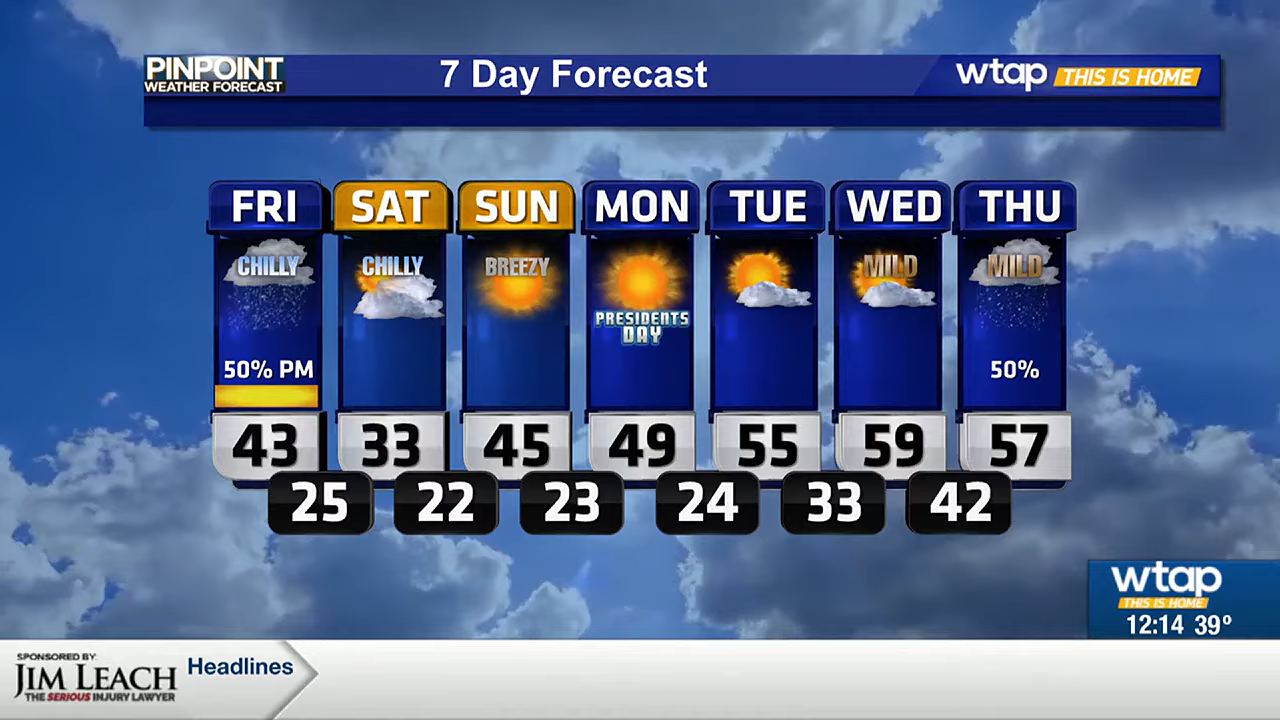 PINPOINT
WEATHER FORECAST
7 Day Forecast
wtap THIS IS HOME
FRI SAT SUN MON TUE WED THU
CHILLY CHILLY BREEZY MILD MILD
PRESIDENTS
DAY
50% PM 50%
43 33 45 49 55 59 57
25 22 23 24 33 42
wtap
THIS IS HOME
12:14 39º
SPONSORED BY:
JIM LEACH
THE SERIOUS INJURY LAWYER
Headlines